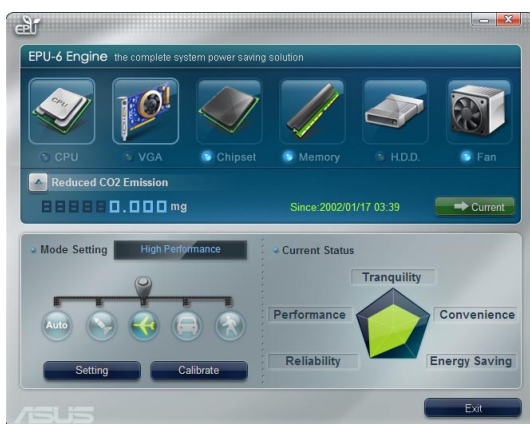 EPU
EPU-6 Engine the complete system power saving solution
CPU
CPU
VGA
Chipset
Memory
H.D.D.
Fan
Reduced CO2 Emission
0.000 mg
Since:2002/01/17 03:39
Current
Mode Setting
High Performance
Current Status
Auto
Tranquility
Performance
Convenience
Reliability
Energy Saving
Setting
Calibrate
ASUS
Exit